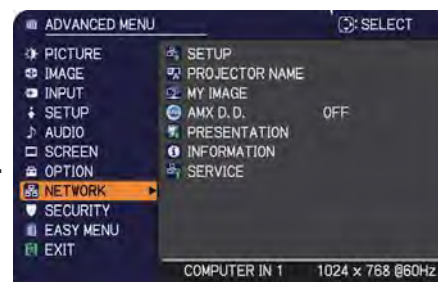 ADVANCED MENU : SELECT
PICTURE
IMAGE
INPUT
SETUP
AUDIO
SCREEN
OPTION
NETWORK
SECURITY
EASY MENU
EXIT
SETUP
PROJECTOR NAME
MY IMAGE
AMX D.D. OFF
PRESENTATION
INFORMATION
SERVICE
COMPUTER IN 1 1024 x 768 @60Hz